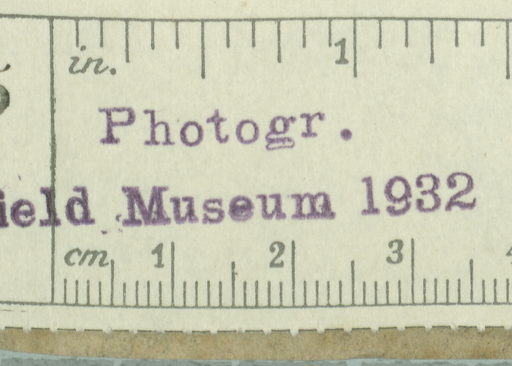 in. 1
Photogr.
ield Museum 1932
cm 1 2 3